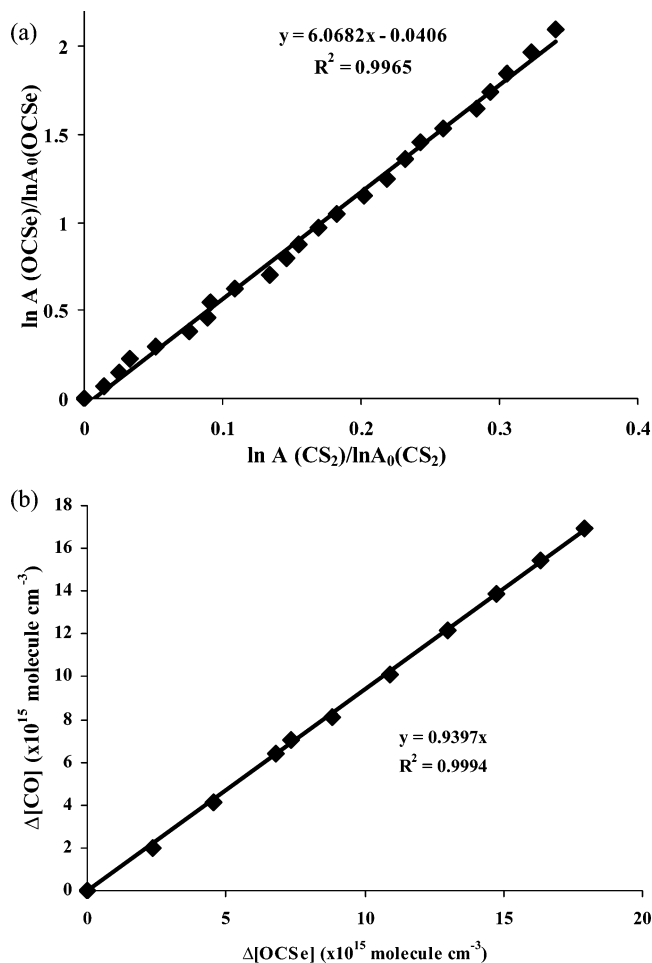 (a)
y = 6.0682x - 0.0406
R² = 0.9965
ln A (OCSe)/lnA₀(OCSe)
2
1.5
1
0.5
0
0 0.1 0.2 0.3 0.4
ln A (CS₂)/lnA₀(CS₂)
(b)
Δ[CO] (x10¹⁵ molecule cm⁻³)
18
16
14
12
10
8
6
4
2
0
y = 0.9397x
R² = 0.9994
0 5 10 15 20
Δ[OCSe] (x10¹⁵ molecule cm⁻³)